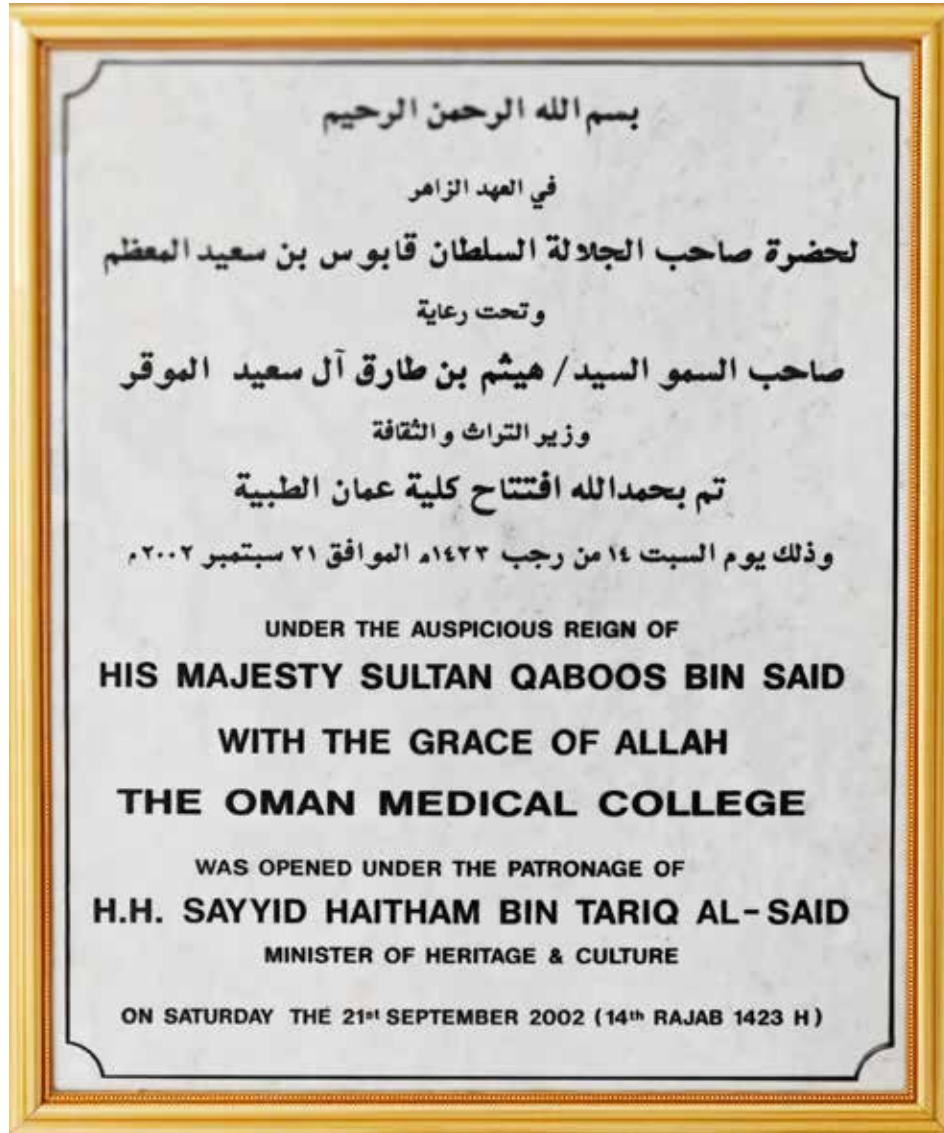 بسم الله الرحمن الرحيم
في العهد الزاهر
لحضرة صاحب الجلالة السلطان قابوس بن سعيد المعظم
وتحت رعاية
صاحب السمو السيد/ هيثم بن طارق آل سعيد الموقر
وزير التراث والثقافة
تم بحمدالله افتتاح كلية عمان الطبية
وذلك يوم السبت ١٤ من رجب ١٤٢٣هـ الموافق ٢١ سبتمبر ٢٠٠٢م
UNDER THE AUSPICIOUS REIGN OF
HIS MAJESTY SULTAN QABOOS BIN SAID
WITH THE GRACE OF ALLAH
THE OMAN MEDICAL COLLEGE
WAS OPENED UNDER THE PATRONAGE OF
H.H. SAYYID HAITHAM BIN TARIQ AL-SAID
MINISTER OF HERITAGE & CULTURE
ON SATURDAY THE 21st SEPTEMBER 2002 (14th RAJAB 1423 H)